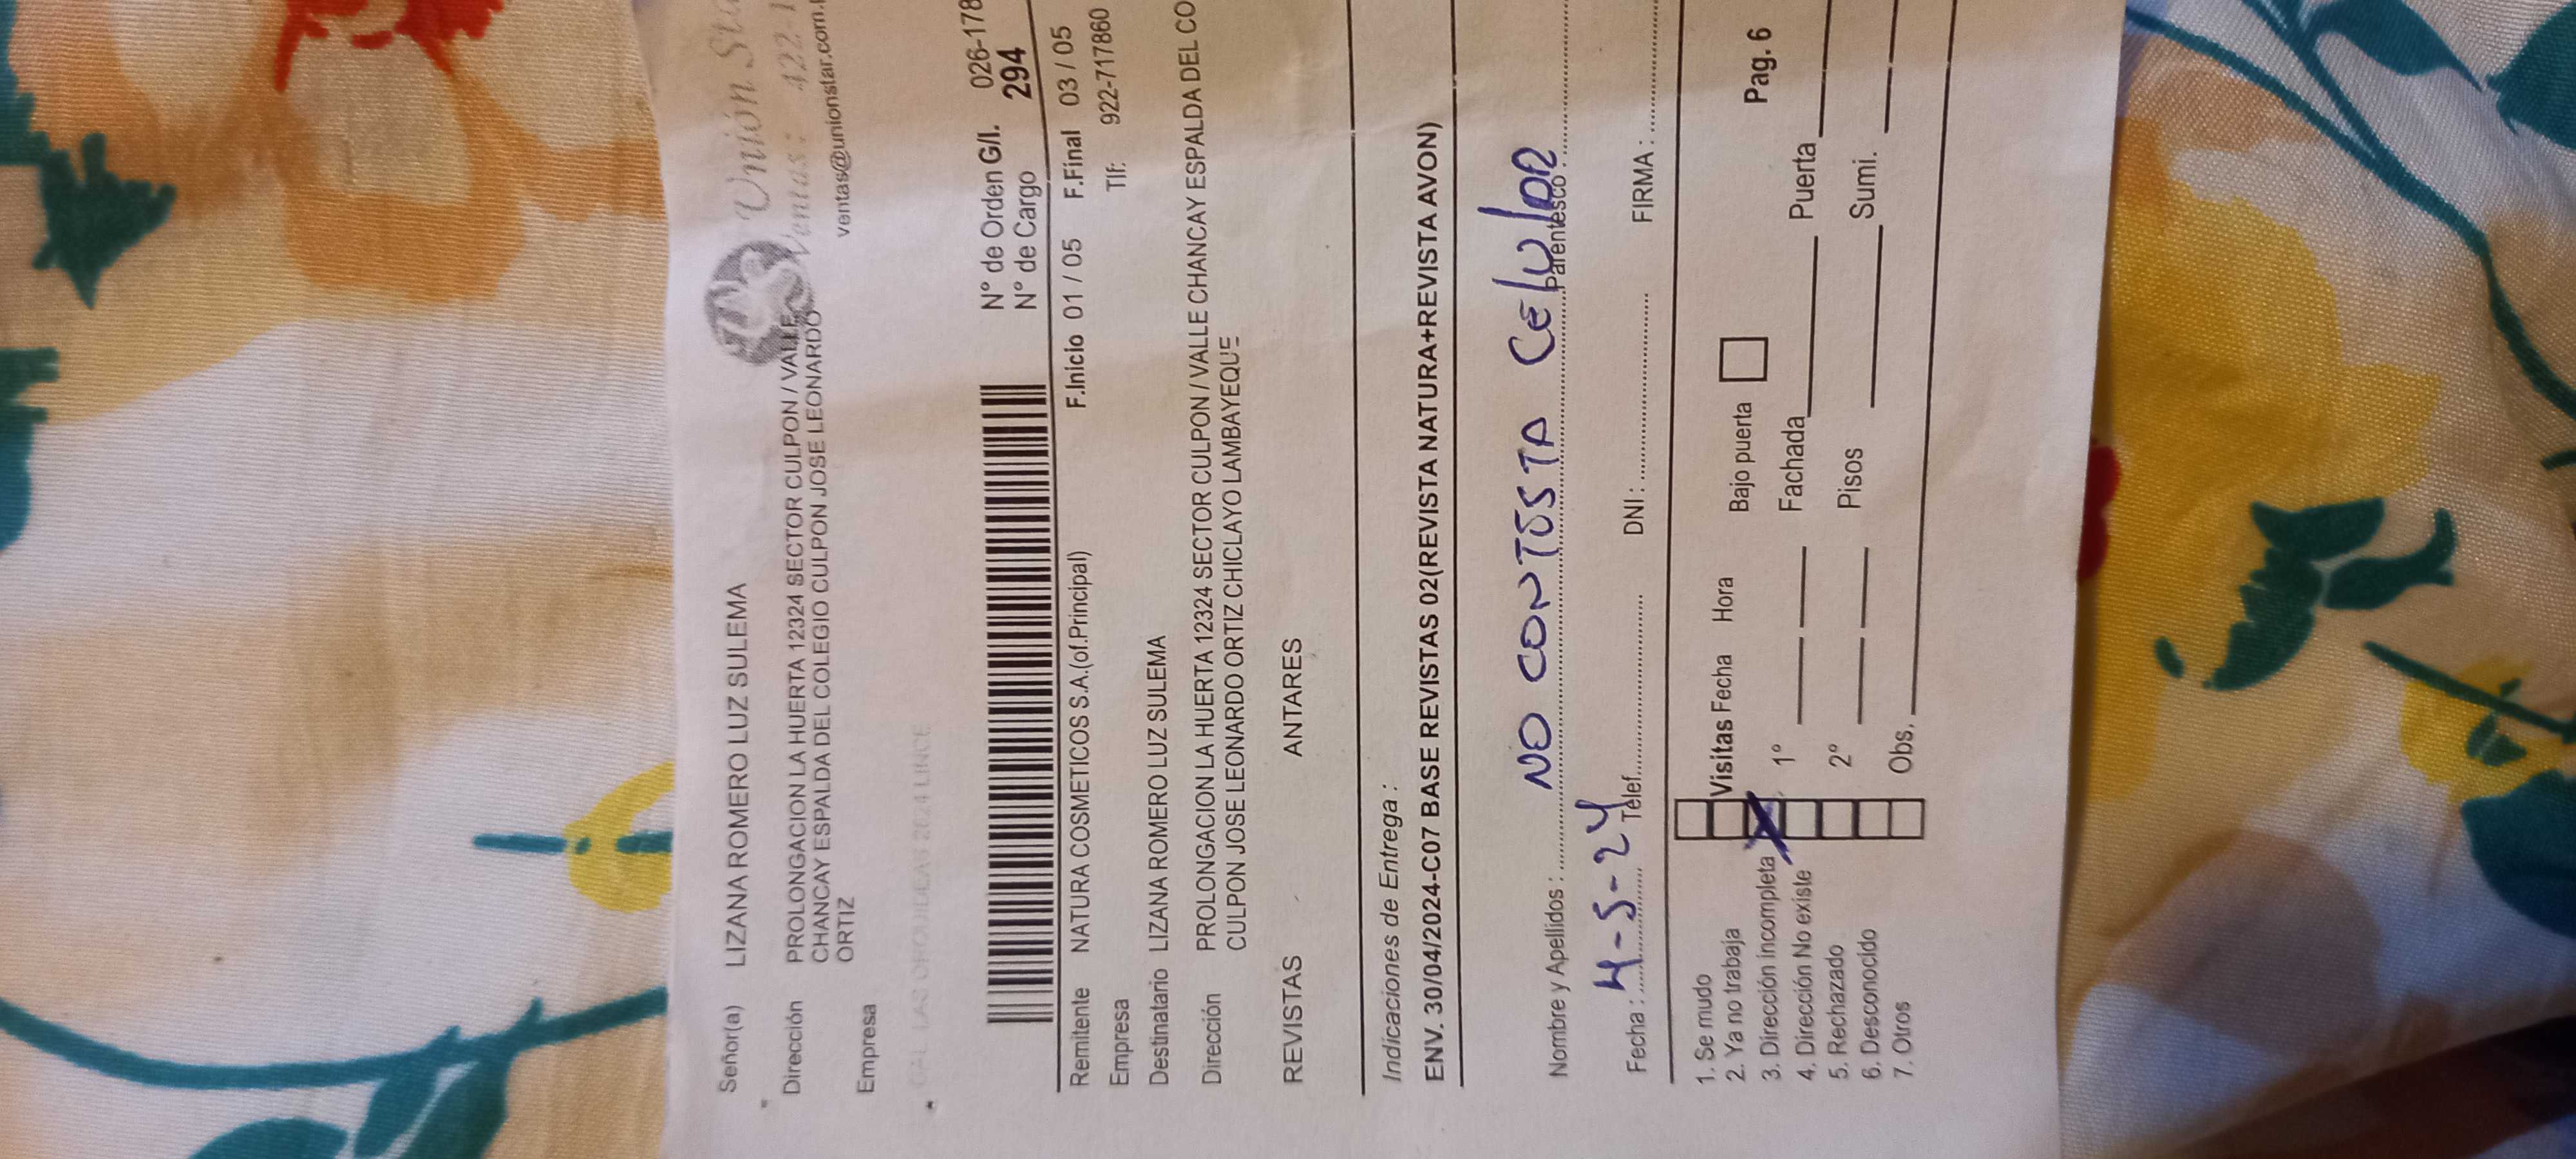 Señor(a) LIZANA ROMERO LUZ SULEMA
Unión Sta
Ventas: 422-1
ventas@unionstar.com.
Dirección PROLONGACION LA HUERTA 12324 SECTOR CULPON / VALLE
CHANCAY ESPALDA DEL COLEGIO CULPON JOSE LEONARDO
ORTIZ
Empresa
N° de Orden G/I. 026-178
N° de Cargo 294
Remitente NATURA COSMETICOS S.A.(of.Principal) F.Inicio 01 / 05 F.Final 03 / 05
Empresa Tlf: 922-717860
Destinatario LIZANA ROMERO LUZ SULEMA
Dirección PROLONGACION LA HUERTA 12324 SECTOR CULPON / VALLE CHANCAY ESPALDA DEL CO
CULPON JOSE LEONARDO ORTIZ CHICLAYO LAMBAYEQUE
REVISTAS ANTARES
Indicaciones de Entrega :
ENV. 30/04/2024-C07 BASE REVISTAS 02(REVISTA NATURA+REVISTA AVON)
NO CONTESTA CELULAR
Nombre y Apellidos : Parentesco :
Fecha : 4-5-24 Telef. DNI : FIRMA :
1. Se mudo
2. Ya no trabaja Visitas Fecha Hora Bajo puerta Pag. 6
3. Dirección incompleta
4. Dirección No existe 1° Fachada Puerta
5. Rechazado
6. Desconocido 2° Pisos Sumi.
7. Otros Obs.